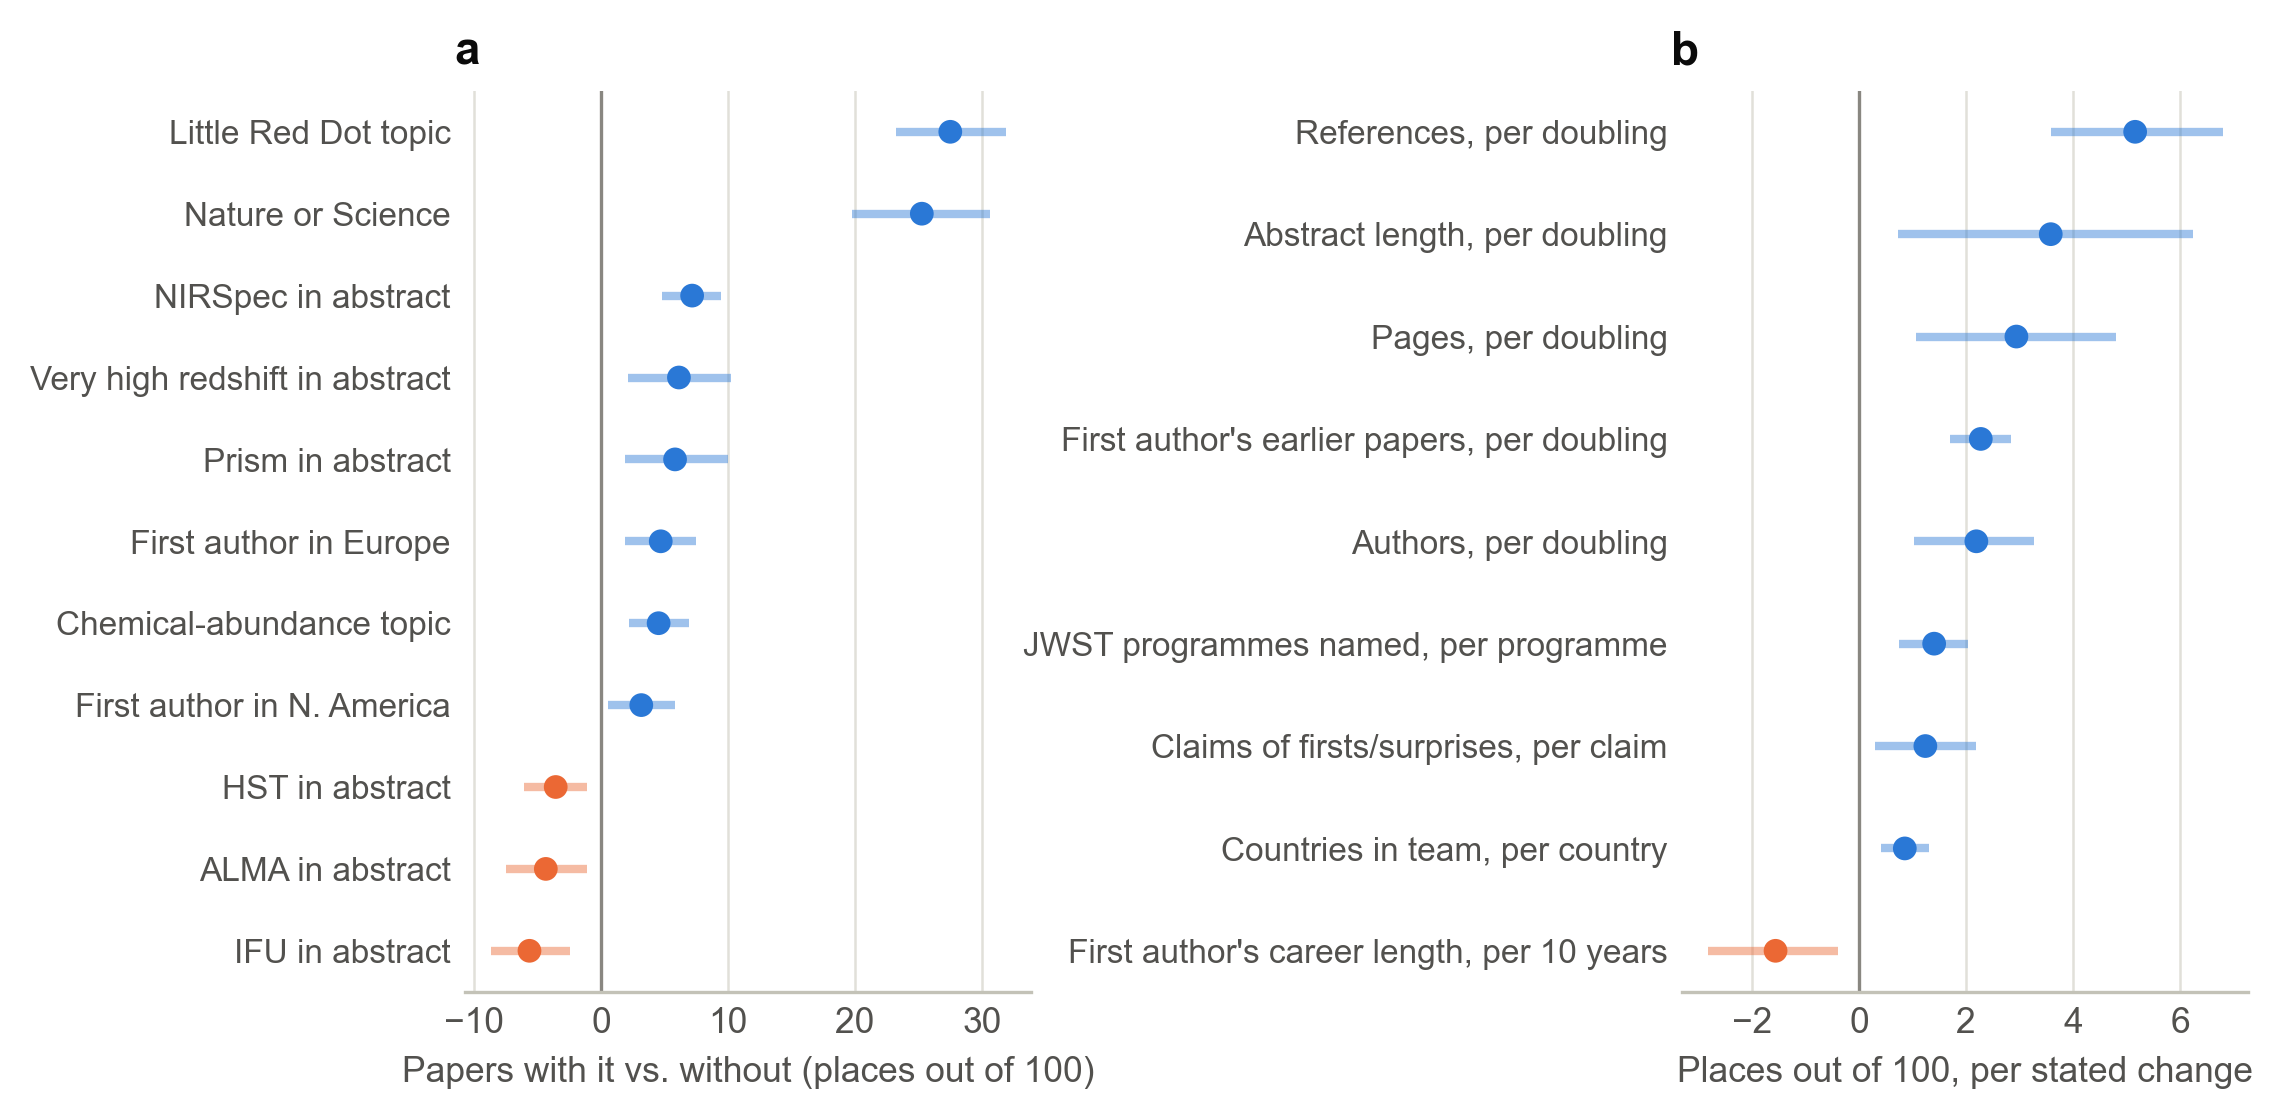 a
Little Red Dot topic
Nature or Science
NIRSpec in abstract
Very high redshift in abstract
Prism in abstract
First author in Europe
Chemical-abundance topic
First author in N. America
HST in abstract
ALMA in abstract
IFU in abstract
−10 0 10 20 30
Papers with it vs. without (places out of 100)
b
References, per doubling
Abstract length, per doubling
Pages, per doubling
First author's earlier papers, per doubling
Authors, per doubling
JWST programmes named, per programme
Claims of firsts/surprises, per claim
Countries in team, per country
First author's career length, per 10 years
−2 0 2 4 6
Places out of 100, per stated change